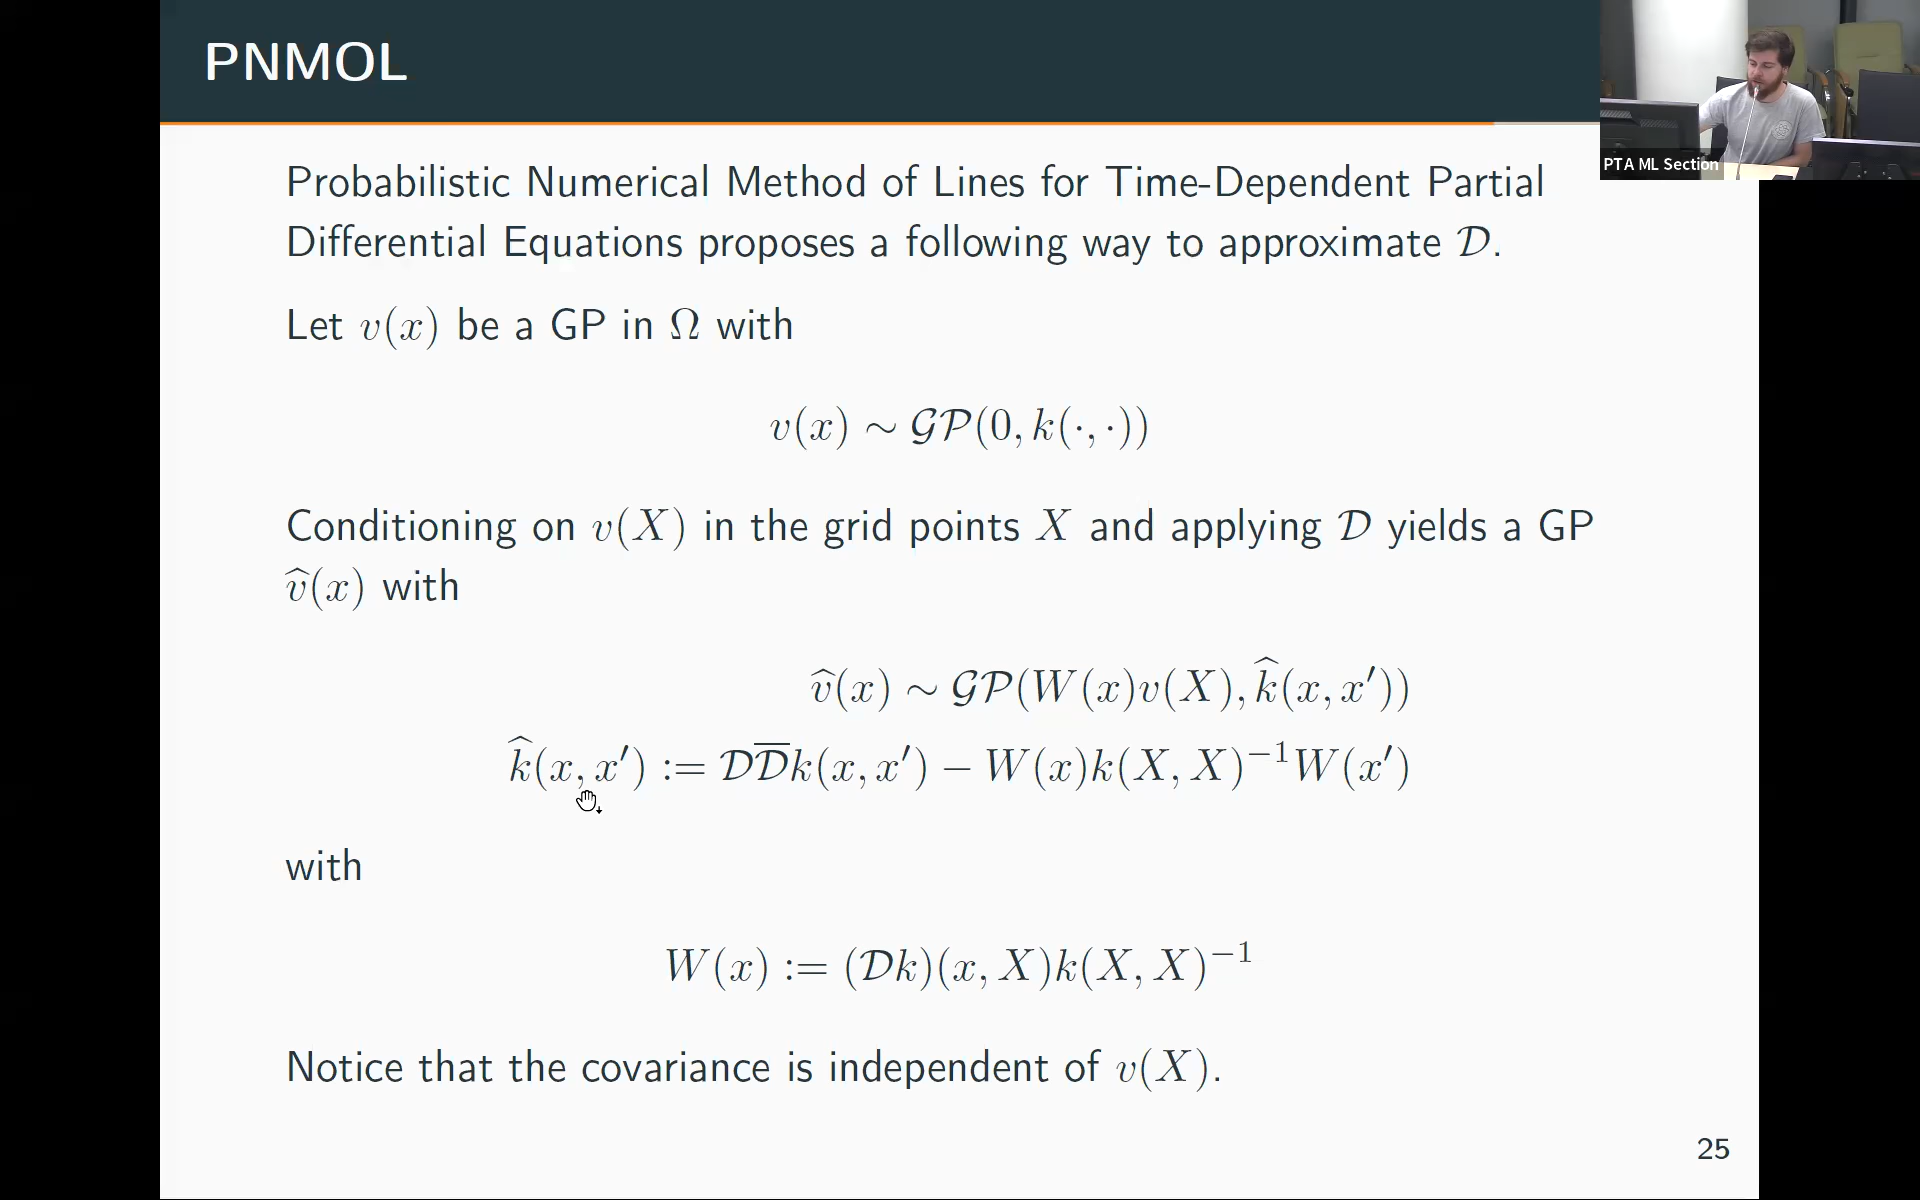 PNMOL
PTA ML Section
Probabilistic Numerical Method of Lines for Time-Dependent Partial
Differential Equations proposes a following way to approximate 𝒟.
Let v(x) be a GP in Ω with
v(x) ∼ 𝒢𝒫(0, k(·, ·))
Conditioning on v(X) in the grid points X and applying 𝒟 yields a GP
v̂(x) with
v̂(x) ∼ 𝒢𝒫(W(x)v(X), k̂(x, x′))
k̂(x, x′) := 𝒟𝒟̅k(x, x′) − W(x)k(X, X)⁻¹W(x′)
with
W(x) := (𝒟k)(x, X)k(X, X)⁻¹
Notice that the covariance is independent of v(X).
25